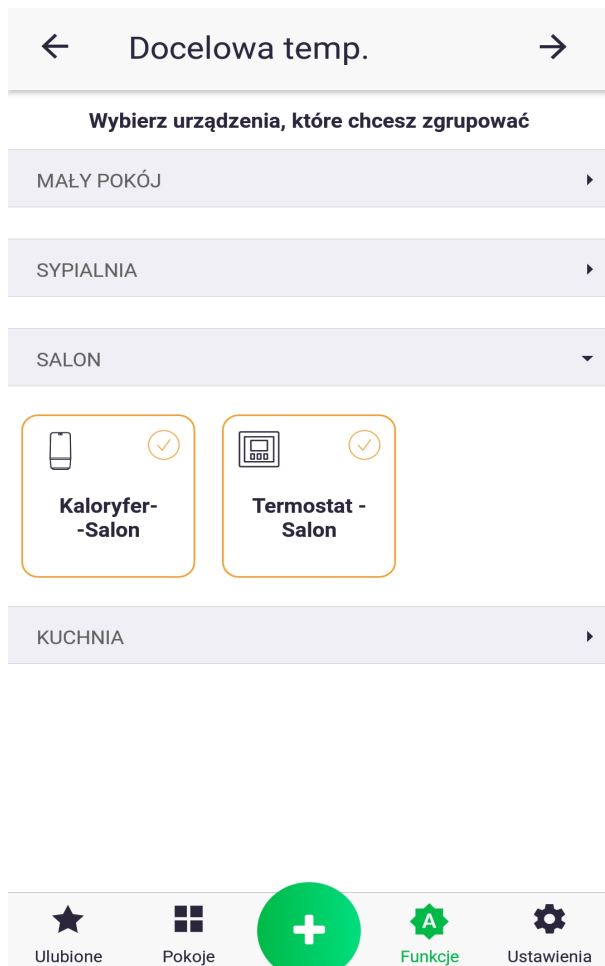 Docelowa temp.
Wybierz urządzenia, które chcesz zgrupować
MAŁY POKÓJ
SYPIALNIA
SALON
Kaloryfer-
-Salon
Termostat -
Salon
KUCHNIA
A
Ulubione
Pokoje
Funkcje
Ustawienia